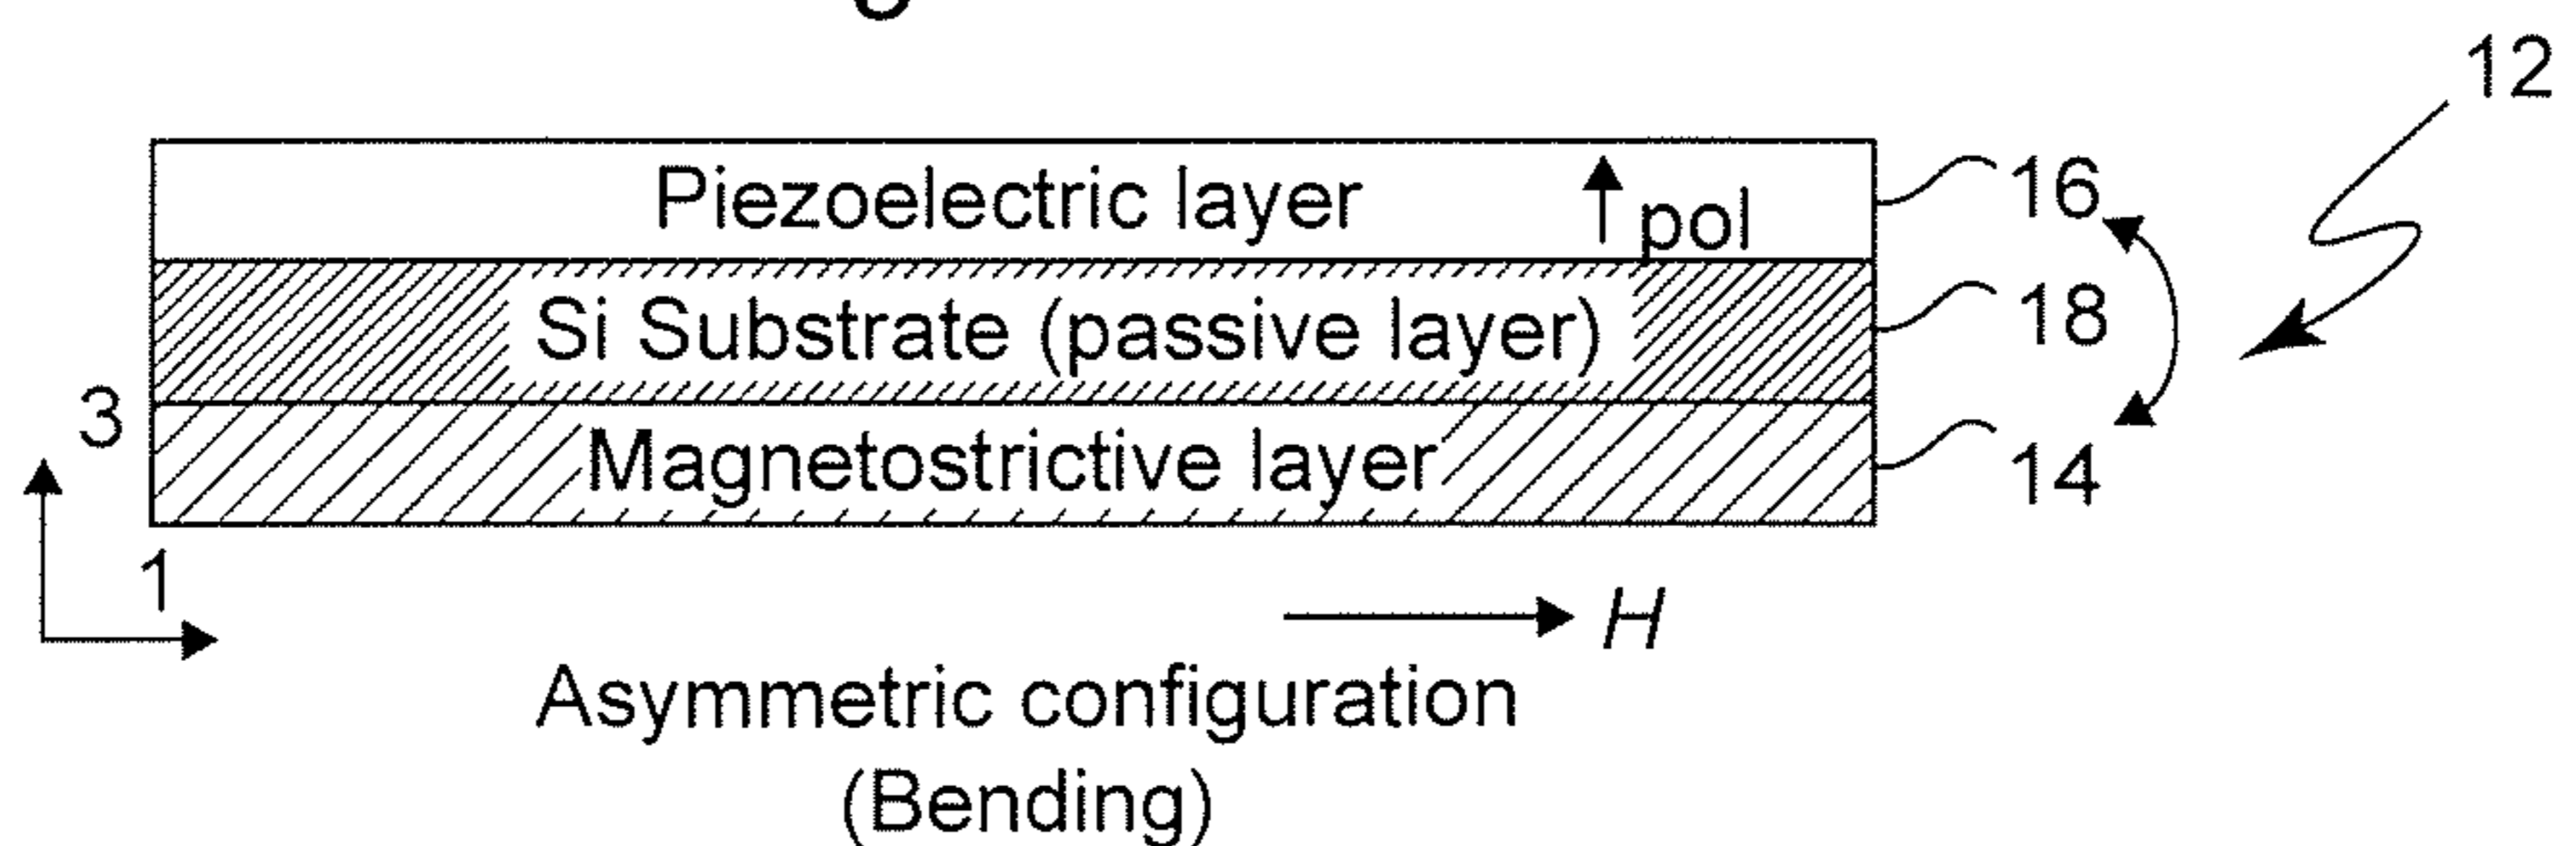 12
Piezoelectric layer
pol
16
Si Substrate (passive layer)
18
3
Magnetostrictive layer
14
1
H
Asymmetric configuration
(Bending)